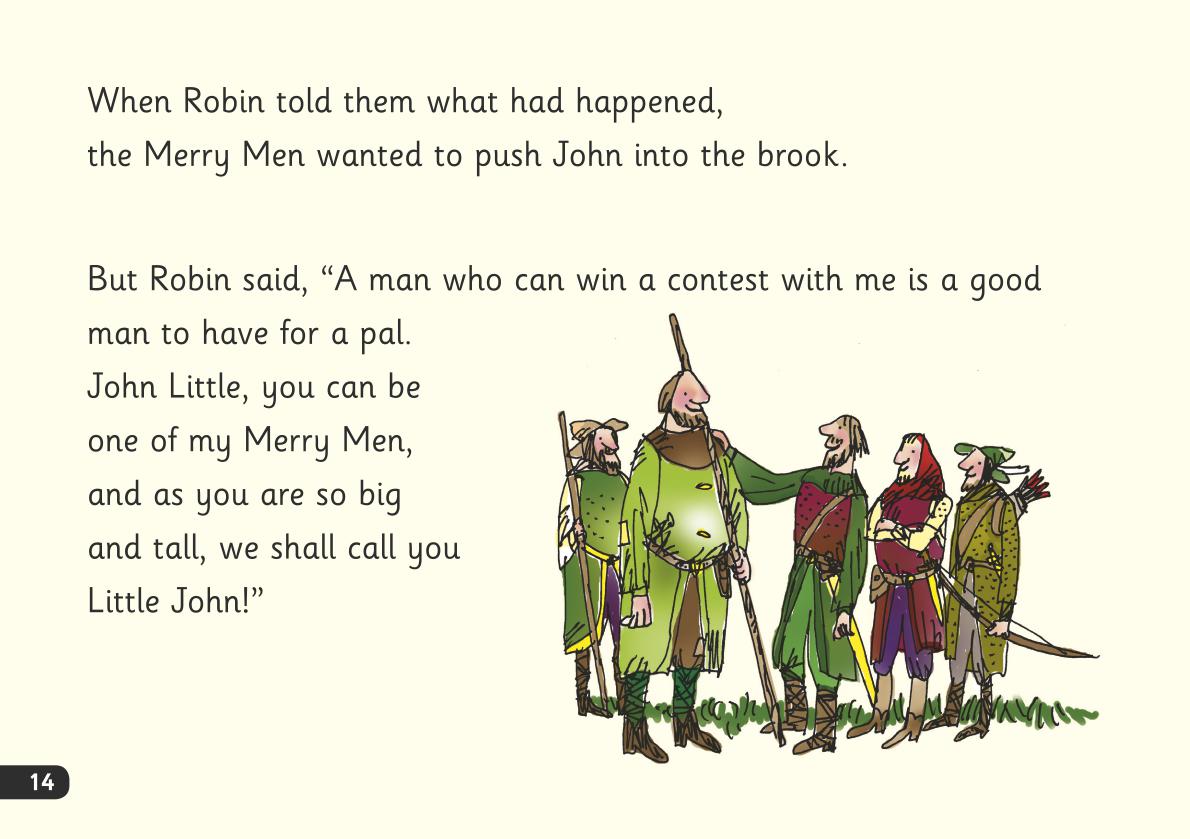 When Robin told them what had happened,
the Merry Men wanted to push John into the brook.
But Robin said, “A man who can win a contest with me is a good
man to have for a pal.
John Little, you can be
one of my Merry Men,
and as you are so big
and tall, we shall call you
Little John!”
14